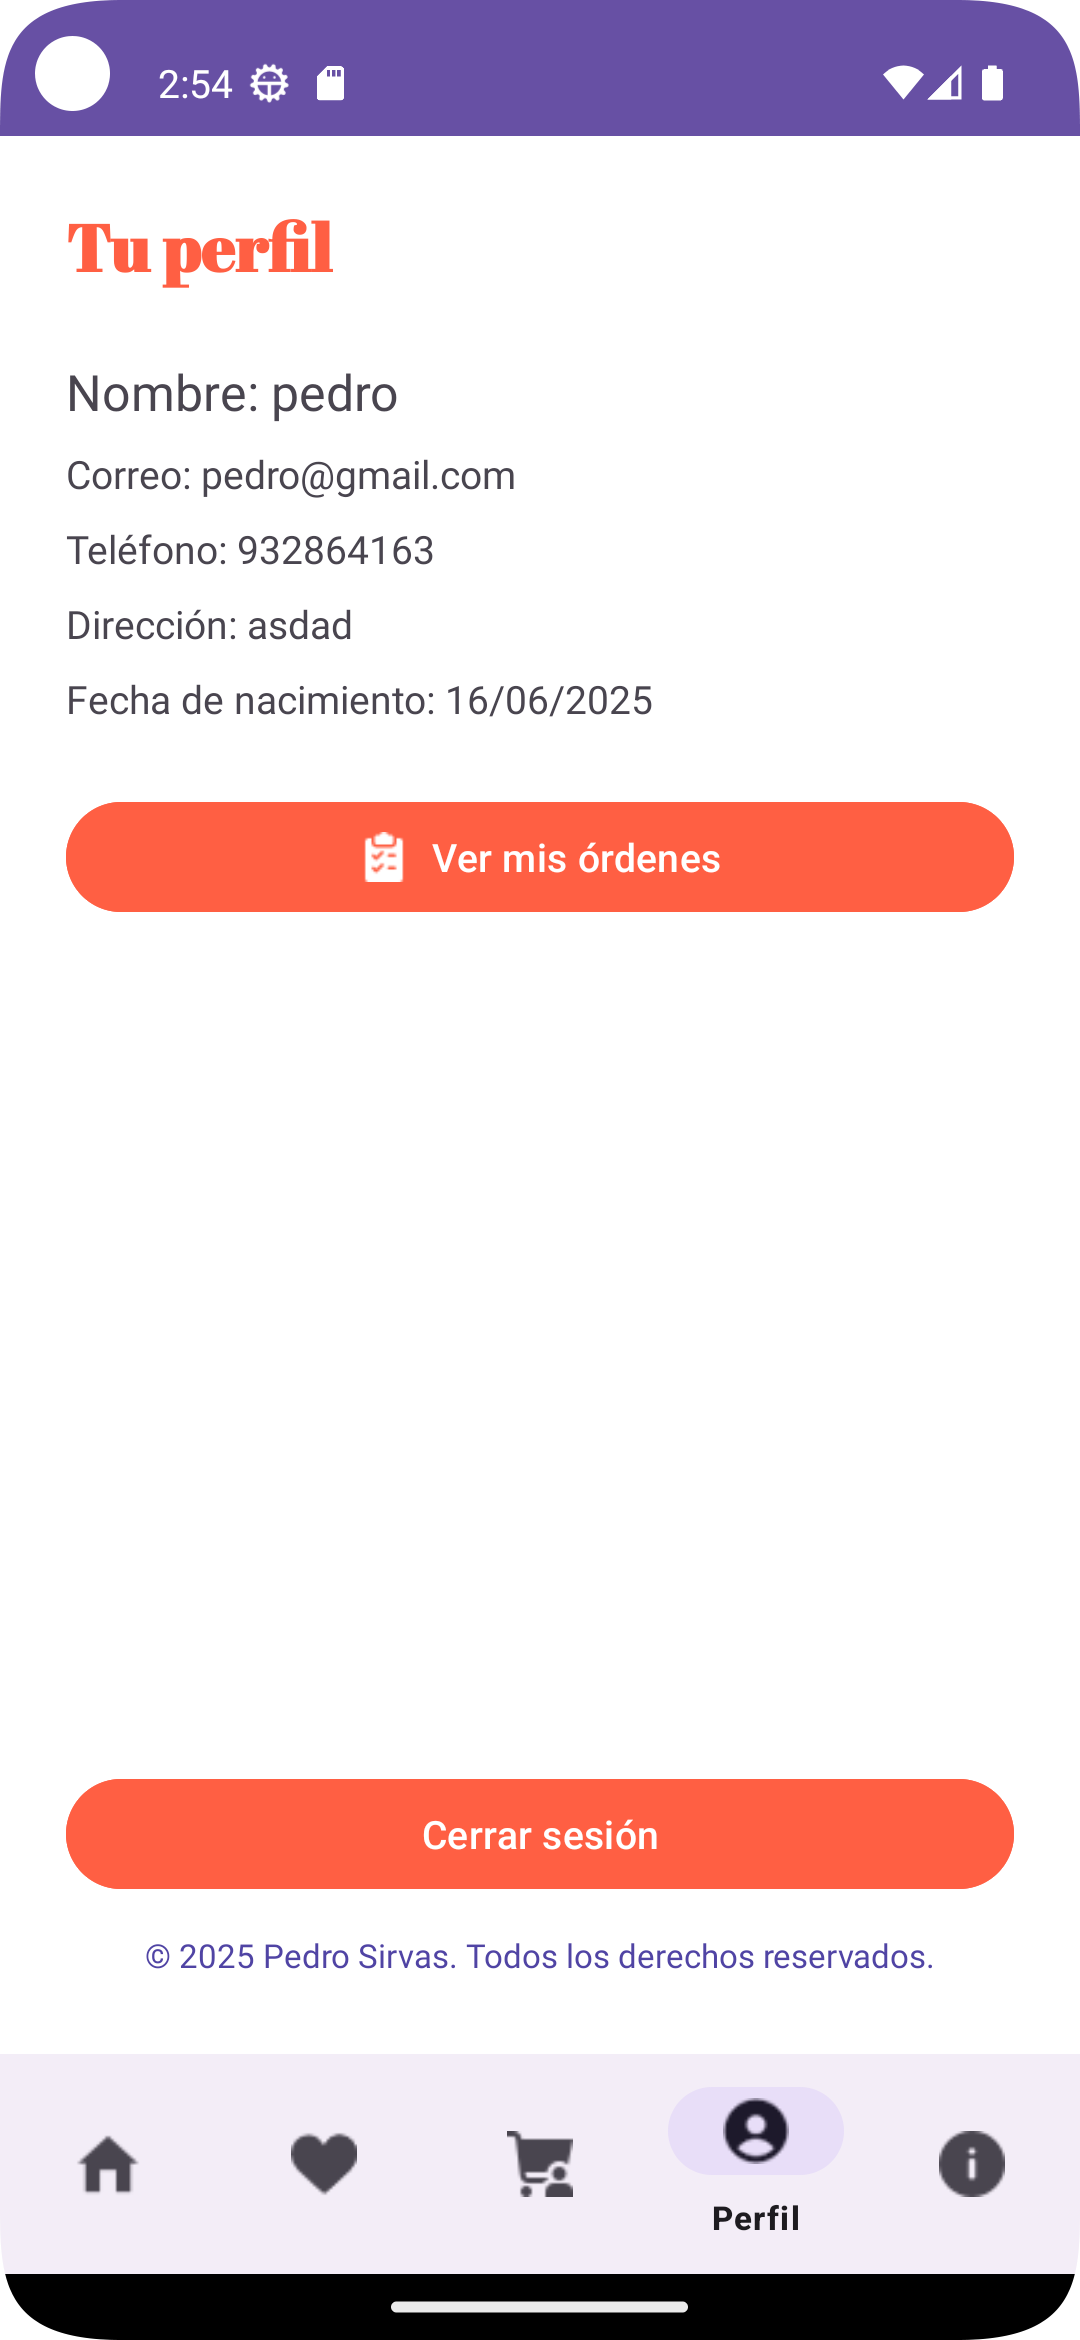 2:54
Tu perfil
Nombre: pedro
Correo: pedro@gmail.com
Teléfono: 932864163
Dirección: asdad
Fecha de nacimiento: 16/06/2025
Ver mis órdenes
Cerrar sesión
© 2025 Pedro Sirvas. Todos los derechos reservados.
Perfil